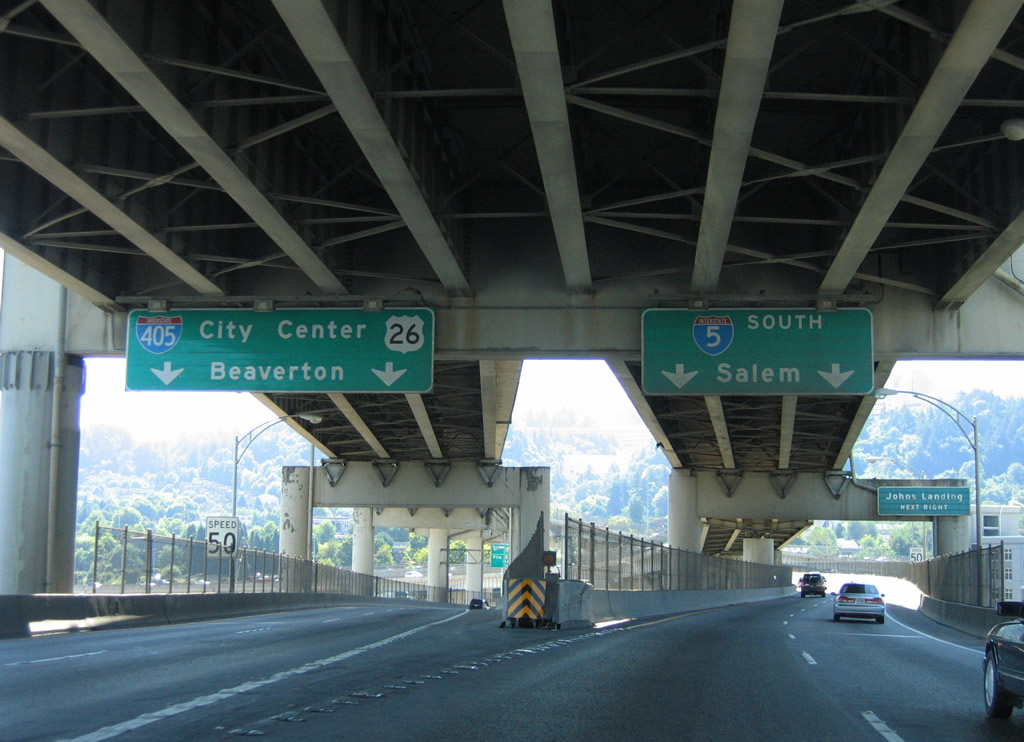 INTERSTATE
405
City Center
26
Beaverton
INTERSTATE
5
SOUTH
Salem
Johns Landing
NEXT RIGHT
SPEED
50
50